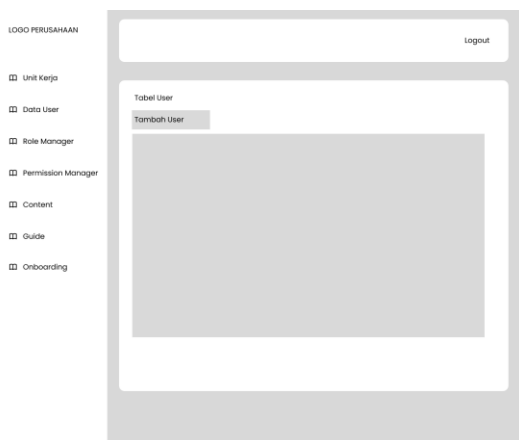 LOGO PERUSAHAAN
Logout
Unit Kerja
Data User
Role Manager
Permission Manager
Content
Guide
Onboarding
Tabel User
Tambah User